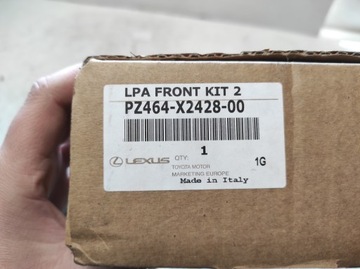 LPA FRONT KIT 2
PZ464-X2428-00
LEXUS QTY: 1 1G
TOYOTA MOTOR
MARKETING EUROPE
Made in Italy